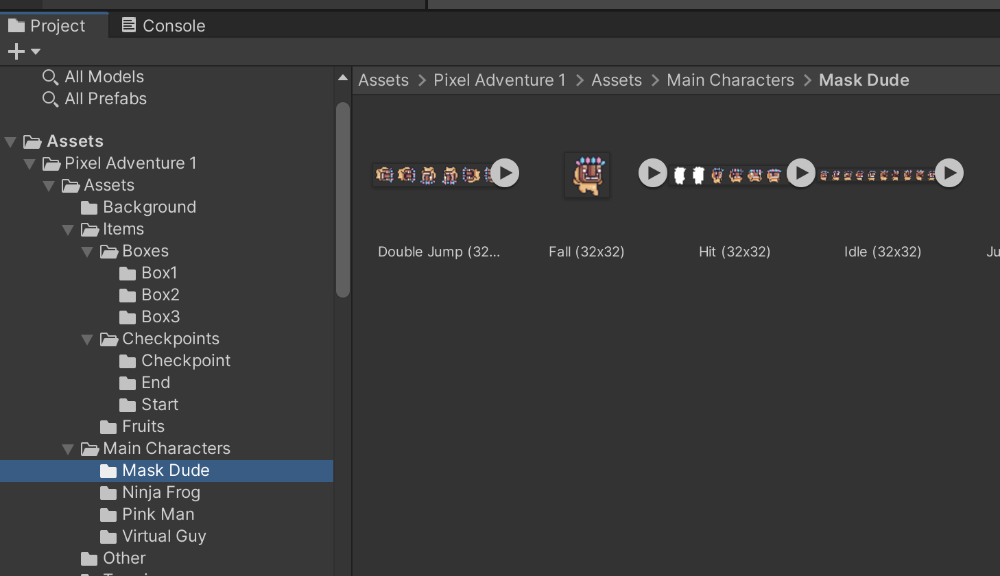 Project
Console
All Models
All Prefabs
Assets
Pixel Adventure 1
Assets
Background
Items
Boxes
Box1
Box2
Box3
Checkpoints
Checkpoint
End
Start
Fruits
Main Characters
Mask Dude
Ninja Frog
Pink Man
Virtual Guy
Other
Assets > Pixel Adventure 1 > Assets > Main Characters > Mask Dude
Double Jump (32...
Fall (32x32)
Hit (32x32)
Idle (32x32)
Ju